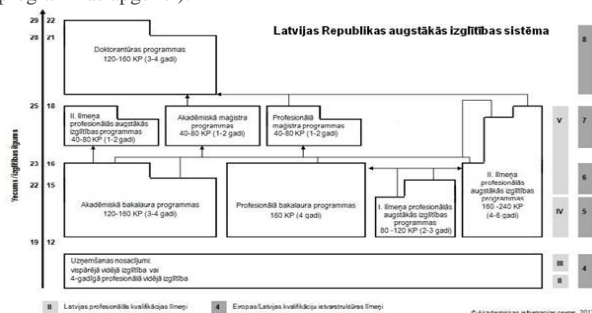 Latvijas Republikas augstākās izglītības sistēma
29 22
28 21
Doktorantūras programmas
120-160 KP (3-4 gadi)
8
25 18
II. līmeņa
profesionālās augstākās
izglītības programmas
40-80 KP (1-2 gadi)
Akadēmiskā maģistra
programmas
40-80 KP (1-2 gadi)
Profesionālā
maģistra programmas
40-80 KP (1-2 gadi)
V
7
Vecums /izglītības ilgums
23 16
22 15
Akadēmiskā bakalaura programmas
120-160 KP (3-4 gadi)
Profesionālā bakalaura programmas
160 KP (4 gadi)
I. līmeņa profesionālās
augstākās izglītības
programmas
80 -120 KP (2-3 gadi)
II. līmeņa
profesionālās
augstākās izglītības
programmas
160 -240 KP
(4-6 gadi)
6
IV
5
19 12
Uzņemšanas nosacījumi:
vispārējā vidējā izglītība vai
4-gadīgā profesionālā vidējā izglītība
III
II
4
II Latvijas profesionālās kvalifikācijas līmeņi
4 Eiropas/Latvijas kvalifikāciju ietvarstruktūras līmeņi